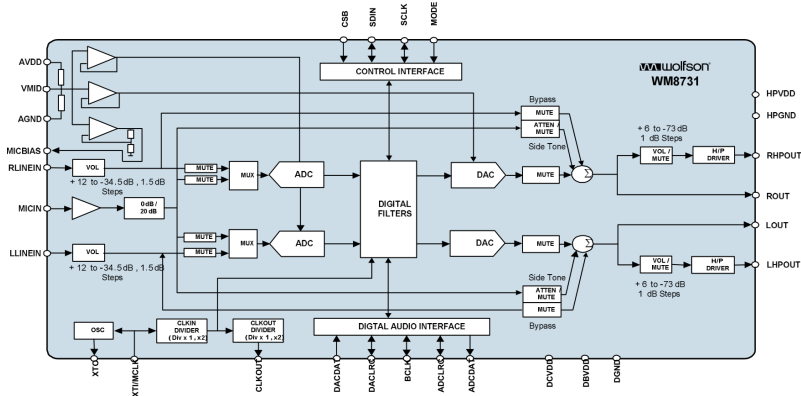 CSB
SDIN
SCLK
MODE
AVDD
VMID
AGND
MICBIAS
RLINEIN
MICIN
LLINEIN
CONTROL INTERFACE
wolfson
WM8731
HPVDD
HPGND
RHPOUT
ROUT
LOUT
LHPOUT
Bypass
MUTE
ATTEN /
MUTE
Side Tone
+ 6 to -73 dB
1 dB Steps
VOL /
MUTE
H/P
DRIVER
VOL
+ 12 to -34.5 dB , 1.5 dB
Steps
MUTE
MUTE
MUX
ADC
DIGITAL
FILTERS
DAC
MUTE
Σ
0 dB /
20 dB
MUTE
MUTE
MUX
ADC
DAC
MUTE
Σ
VOL
+ 12 to -34.5 dB , 1.5 dB
Steps
Side Tone
ATTEN /
MUTE
MUTE
Bypass
VOL /
MUTE
H/P
DRIVER
+ 6 to -73 dB
1 dB Steps
OSC
CLKIN
DIVIDER
(Div x 1, x2)
CLKOUT
DIVIDER
(Div x 1, x2)
DIGTAL AUDIO INTERFACE
XTO
XTI/MCLK
CLKOUT
DACDAT
DACLRC
BCLK
ADCLRC
ADCDAT
DCVDD
DBVDD
DGND